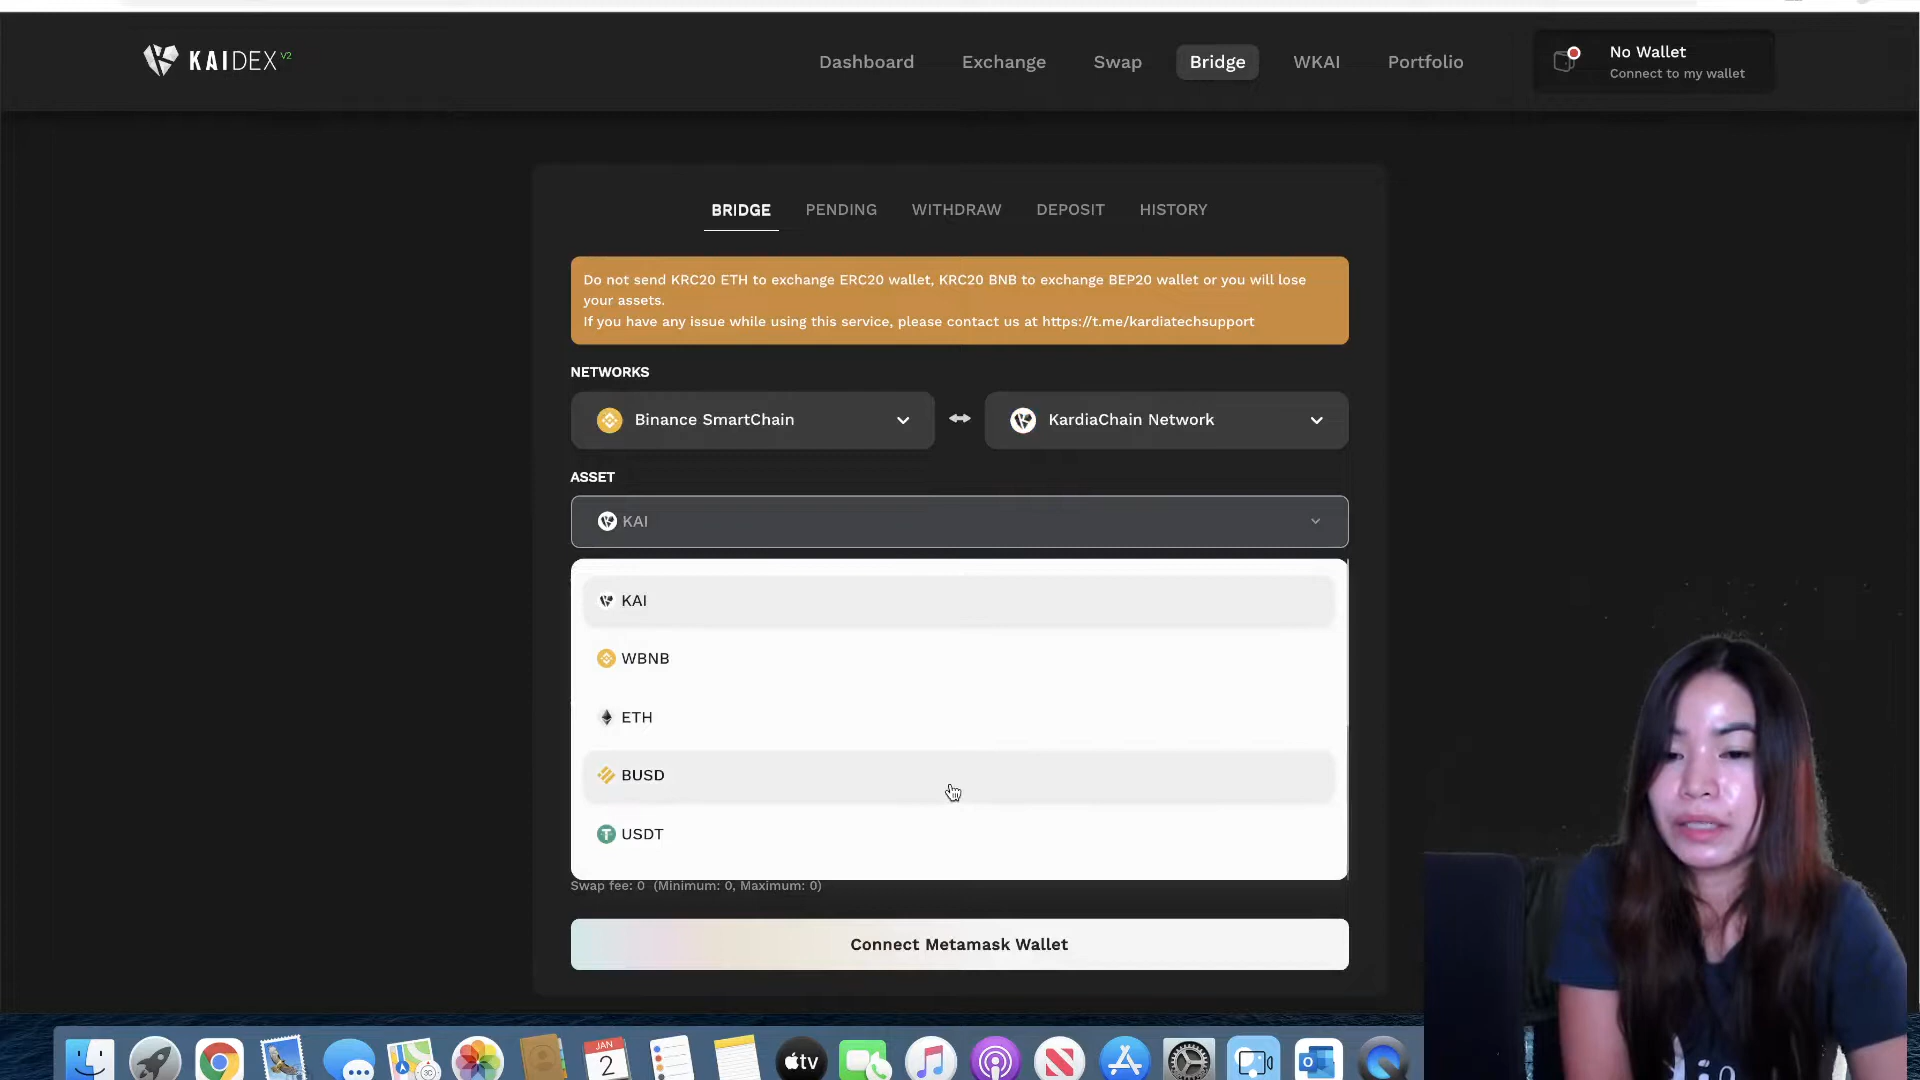 KAIDEX V2
Dashboard
Exchange
Swap
Bridge
WKAI
Portfolio
No Wallet
Connect to my wallet
BRIDGE
PENDING
WITHDRAW
DEPOSIT
HISTORY
Do not send KRC20 ETH to exchange ERC20 wallet, KRC20 BNB to exchange BEP20 wallet or you will lose
your assets.
If you have any issue while using this service, please contact us at https://t.me/kardiatechsupport
NETWORKS
Binance SmartChain
KardiaChain Network
ASSET
KAI
KAI
WBNB
ETH
BUSD
USDT
Swap fee: 0 (Minimum: 0, Maximum: 0)
Connect Metamask Wallet
JAN
2
tv